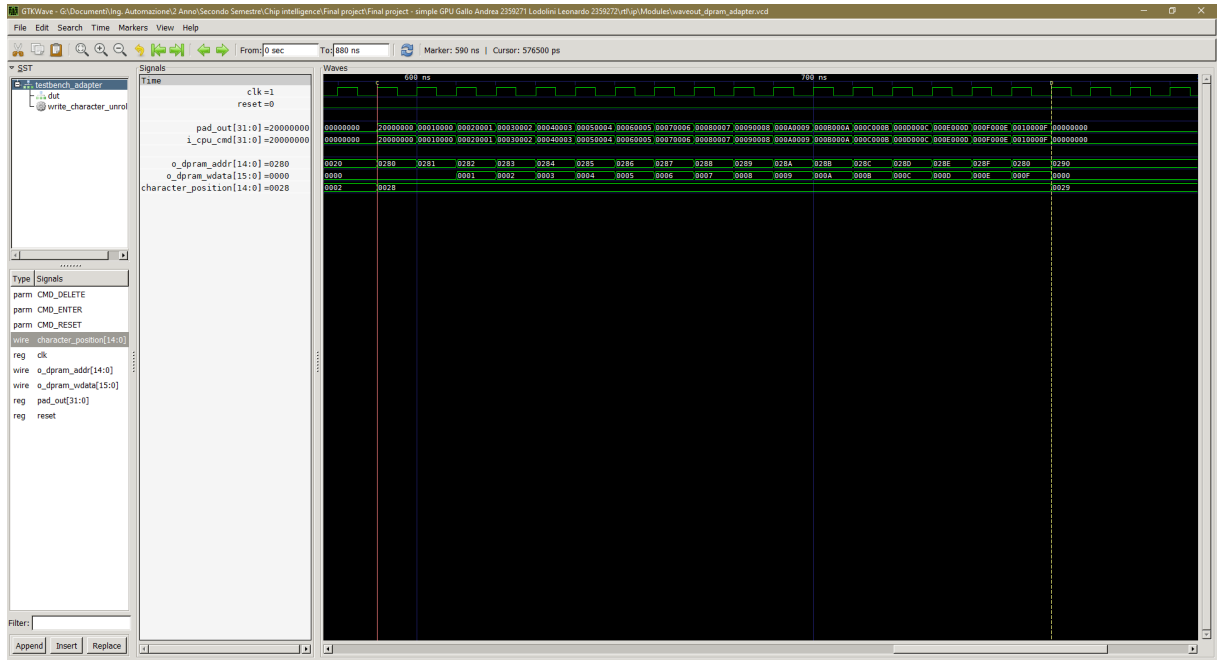 GTKWave - G:\Documenti\Ing. Automazione\2 Anno\Secondo Semestre\Chip intelligence\Final project\Final project - simple GPU Gallo Andrea 2359271 Lodolini Leonardo 2359272\rtl\ip\Modules\waveout_dpram_adapter.vcd
File Edit Search Time Markers View Help
From: 0 sec To: 880 ns Marker: 590 ns | Cursor: 576500 ps
SST
testbench_adapter
dut
write_character_unrol
Type Signals
parm CMD_DELETE
parm CMD_ENTER
parm CMD_RESET
wire character_position[14:0]
reg clk
wire o_dpram_addr[14:0]
wire o_dpram_wdata[15:0]
reg pad_out[31:0]
reg reset
Filter:
Append Insert Replace
Signals
Time
clk =1
reset =0
pad_out[31:0] =20000000
i_cpu_cmd[31:0] =20000000
o_dpram_addr[14:0] =0280
o_dpram_wdata[15:0] =0000
character_position[14:0] =0028
Waves
600 ns 700 ns
C D
00000000 20000000 00010000 00020001 00030002 00040003 00050004 00060005 00070006 00080007 00090008 000A0009 000B000A 000C000B 000D000C 000E000D 000F000E 0010000F 00000000
00000000 20000000 00010000 00020001 00030002 00040003 00050004 00060005 00070006 00080007 00090008 000A0009 000B000A 000C000B 000D000C 000E000D 000F000E 0010000F 00000000
0020 0280 0281 0282 0283 0284 0285 0286 0287 0288 0289 028A 028B 028C 028D 028E 028F 0280 0290
0000 0001 0002 0003 0004 0005 0006 0007 0008 0009 000A 000B 000C 000D 000E 000F 0000
0002 0028 0029